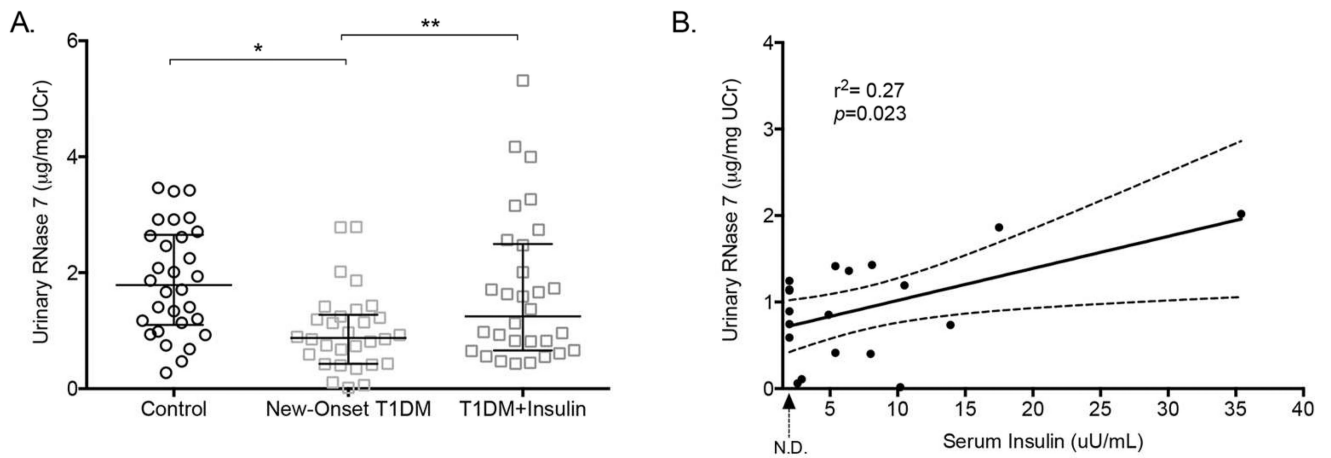 A.
6
4
2
0
Urinary RNase 7 (μg/mg UCr)
*
**
Control
New-Onset T1DM
T1DM+Insulin
B.
4
3
2
1
0
Urinary RNase 7 (μg/mg UCr)
r²= 0.27
p=0.023
5
10
15
20
25
30
35
40
N.D.
Serum Insulin (uU/mL)